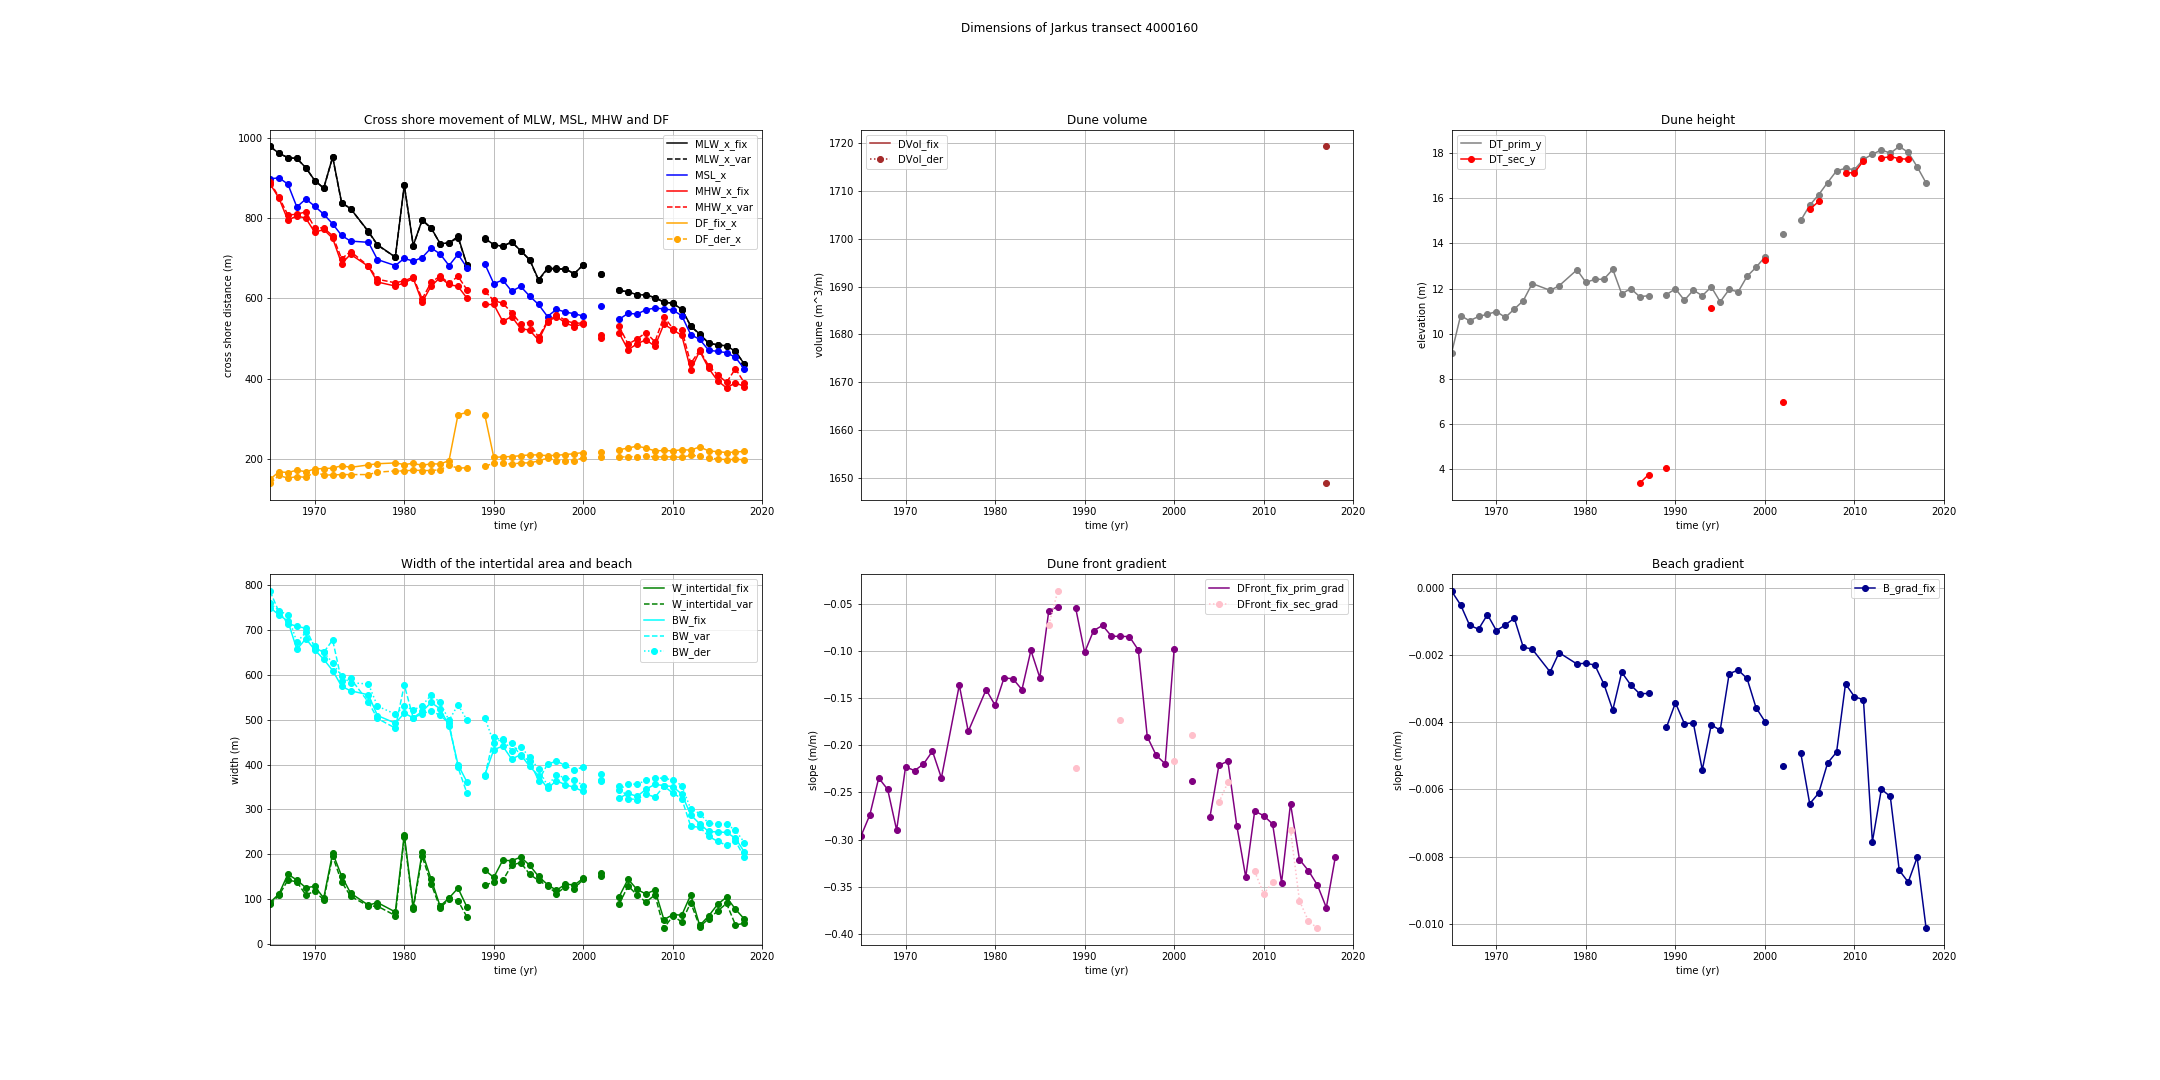 Dimensions of Jarkus transect 4000160
Cross shore movement of MLW, MSL, MHW and DF
cross shore distance (m)
1000
800
600
400
200
1970 1980 1990 2000 2010 2020
time (yr)
MLW_x_fix
MLW_x_var
MSL_x
MHW_x_fix
MHW_x_var
DF_fix_x
DF_der_x
Dune volume
volume (m^3/m)
1720
1710
1700
1690
1680
1670
1660
1650
1970 1980 1990 2000 2010 2020
time (yr)
DVol_fix
DVol_der
Dune height
elevation (m)
18
16
14
12
10
8
6
4
1970 1980 1990 2000 2010 2020
time (yr)
DT_prim_y
DT_sec_y
Width of the intertidal area and beach
width (m)
800
700
600
500
400
300
200
100
0
1970 1980 1990 2000 2010 2020
time (yr)
W_intertidal_fix
W_intertidal_var
BW_fix
BW_var
BW_der
Dune front gradient
slope (m/m)
−0.05
−0.10
−0.15
−0.20
−0.25
−0.30
−0.35
−0.40
1970 1980 1990 2000 2010 2020
time (yr)
DFront_fix_prim_grad
DFront_fix_sec_grad
Beach gradient
slope (m/m)
0.000
−0.002
−0.004
−0.006
−0.008
−0.010
1970 1980 1990 2000 2010 2020
time (yr)
B_grad_fix